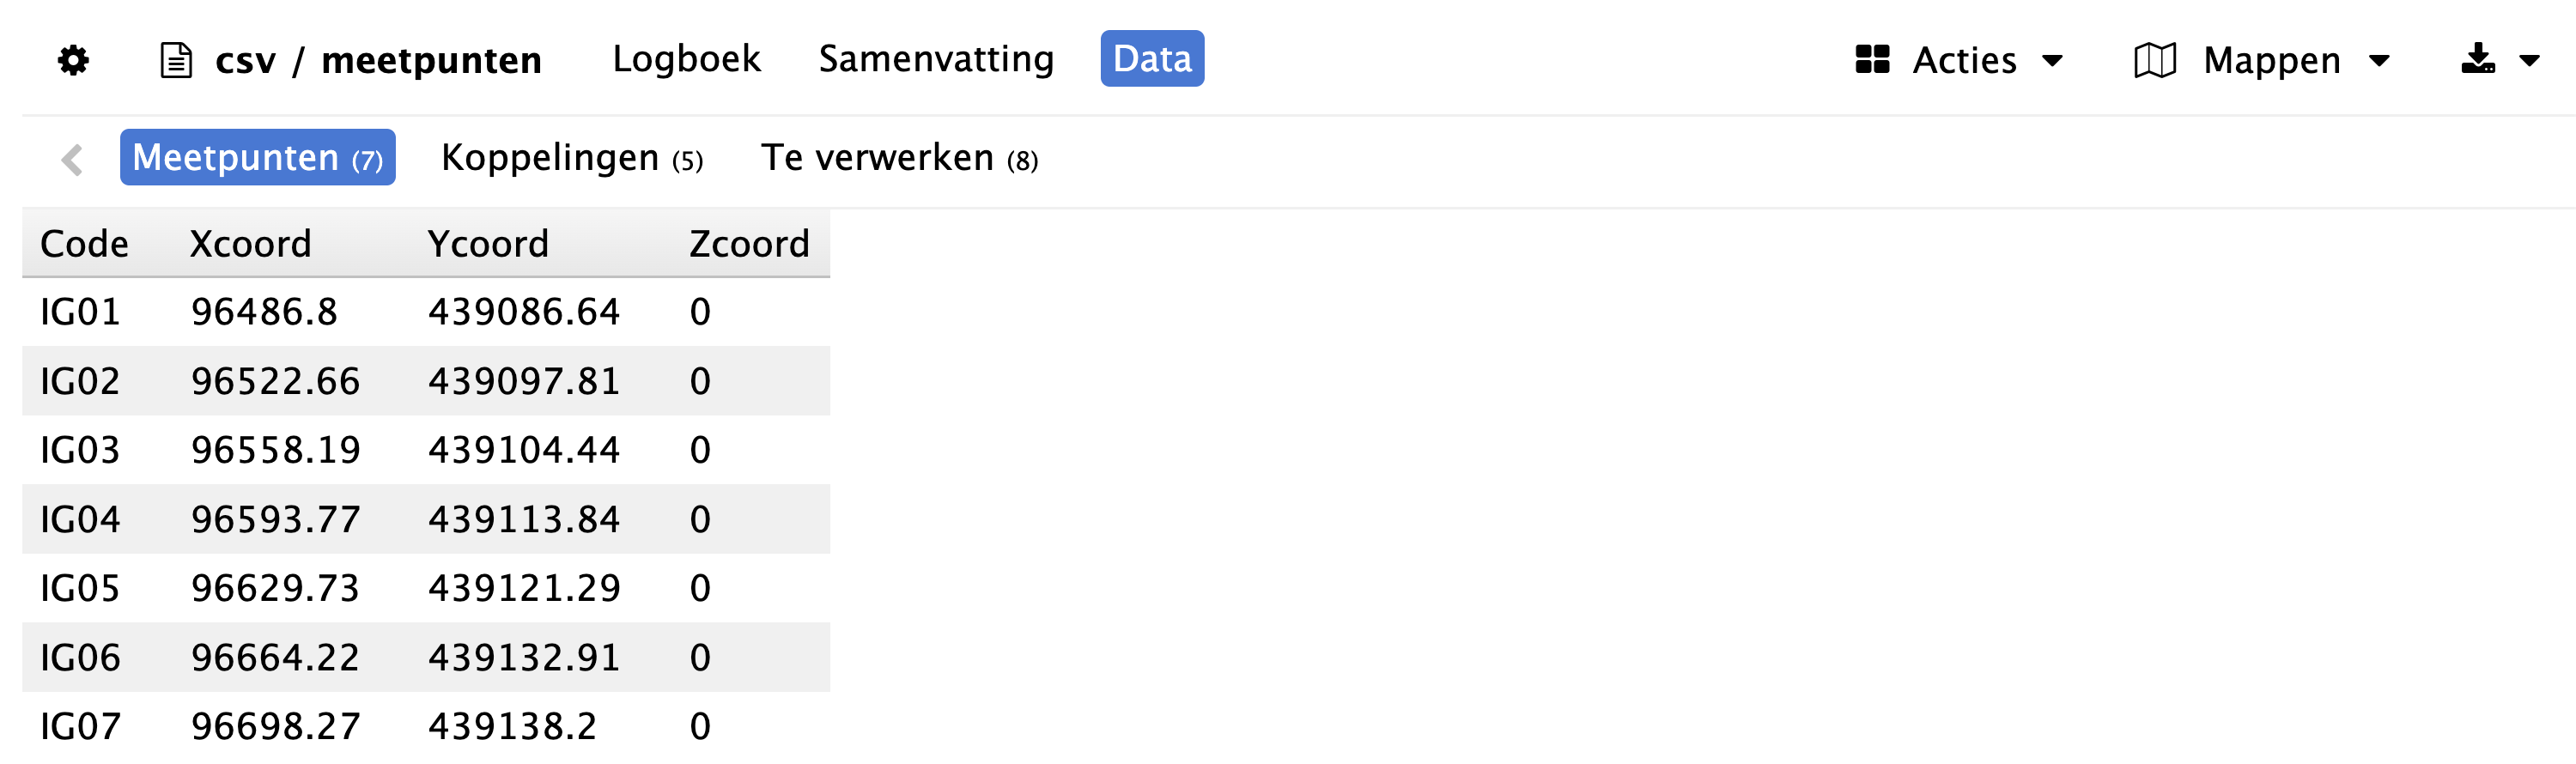 csv / meetpunten Logboek Samenvatting Data Acties Mappen
Meetpunten (7) Koppelingen (5) Te verwerken (8)
Code Xcoord Ycoord Zcoord
IG01 96486.8 439086.64 0
IG02 96522.66 439097.81 0
IG03 96558.19 439104.44 0
IG04 96593.77 439113.84 0
IG05 96629.73 439121.29 0
IG06 96664.22 439132.91 0
IG07 96698.27 439138.2 0